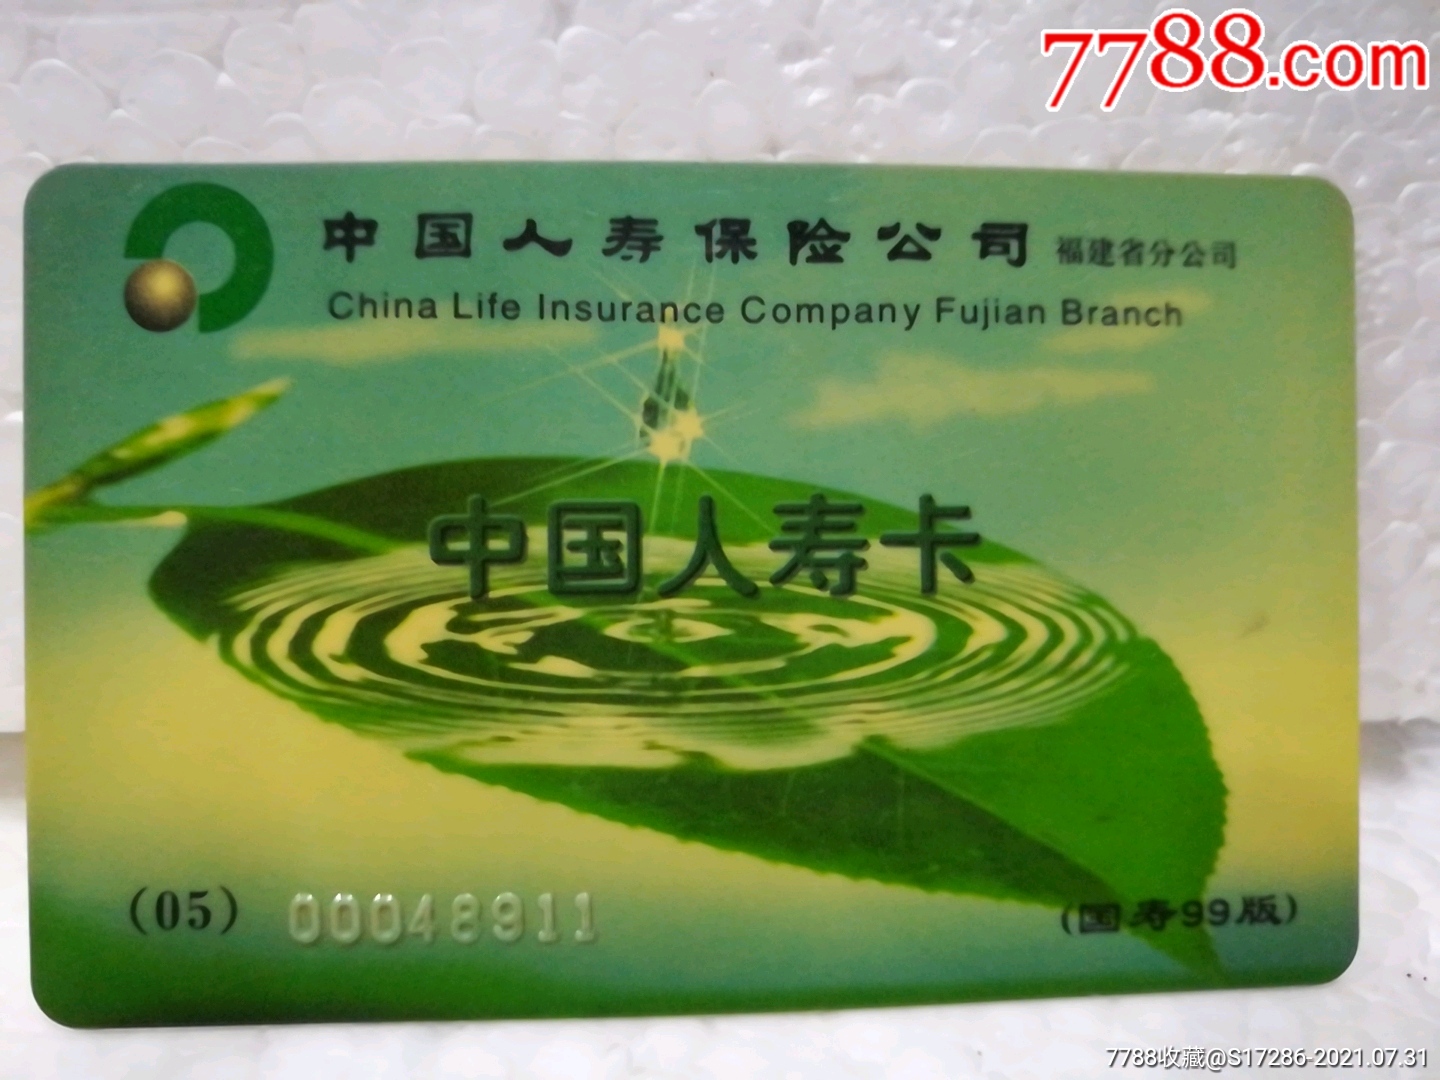 7788.com
中国人寿保险公司 福建省分公司
China Life Insurance Company Fujian Branch
中国人寿卡
(05) 00048911
(国寿99版)
7788收藏@S17286-2021.07.31